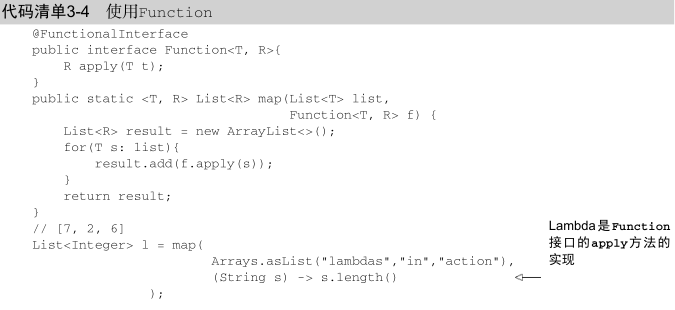 代码清单3-4 使用Function
@FunctionalInterface
public interface Function<T, R>{
    R apply(T t);
}
public static <T, R> List<R> map(List<T> list,
                                 Function<T, R> f) {
    List<R> result = new ArrayList<>();
    for(T s: list){
        result.add(f.apply(s));
    }
    return result;
}
// [7, 2, 6]
List<Integer> l = map(
                       Arrays.asList("lambdas","in","action"),
                       (String s) -> s.length()
               );
Lambda是Function
接口的apply方法的
实现